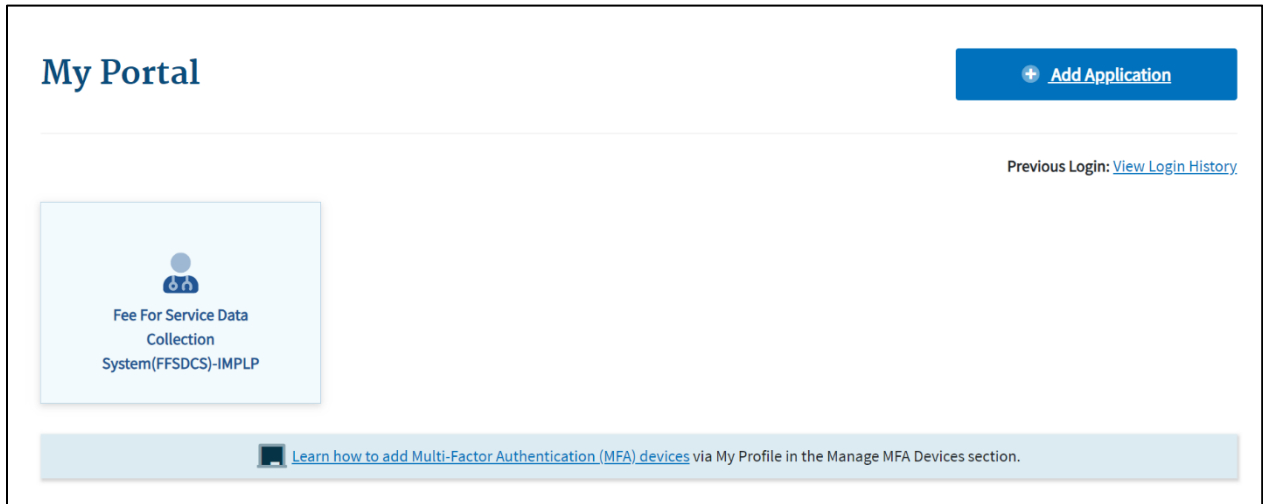 My Portal
Add Application
Previous Login: View Login History
Fee For Service Data
Collection
System(FFSDCS)-IMPLP
Learn how to add Multi-Factor Authentication (MFA) devices via My Profile in the Manage MFA Devices section.